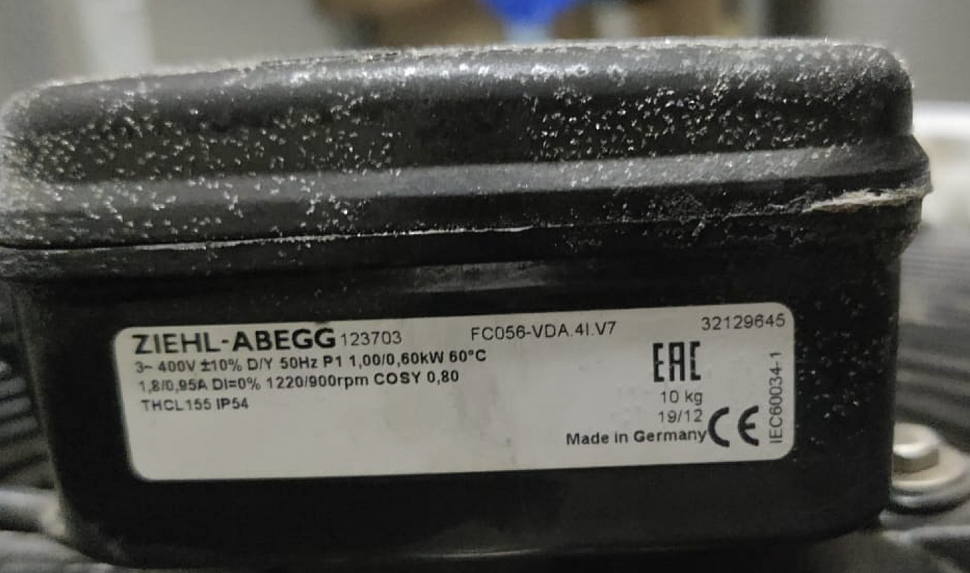 ZIEHL-ABEGG 123703 FC056-VDA.4I.V7 32129645
3~ 400V ±10% D/Y 50Hz P1 1,00/0,60kW 60°C
1,8/0,95A DI=0% 1220/900rpm COSY 0,80
THCL155 IP54
EAC
10 kg
19/12
Made in Germany CE
IEC60034-1